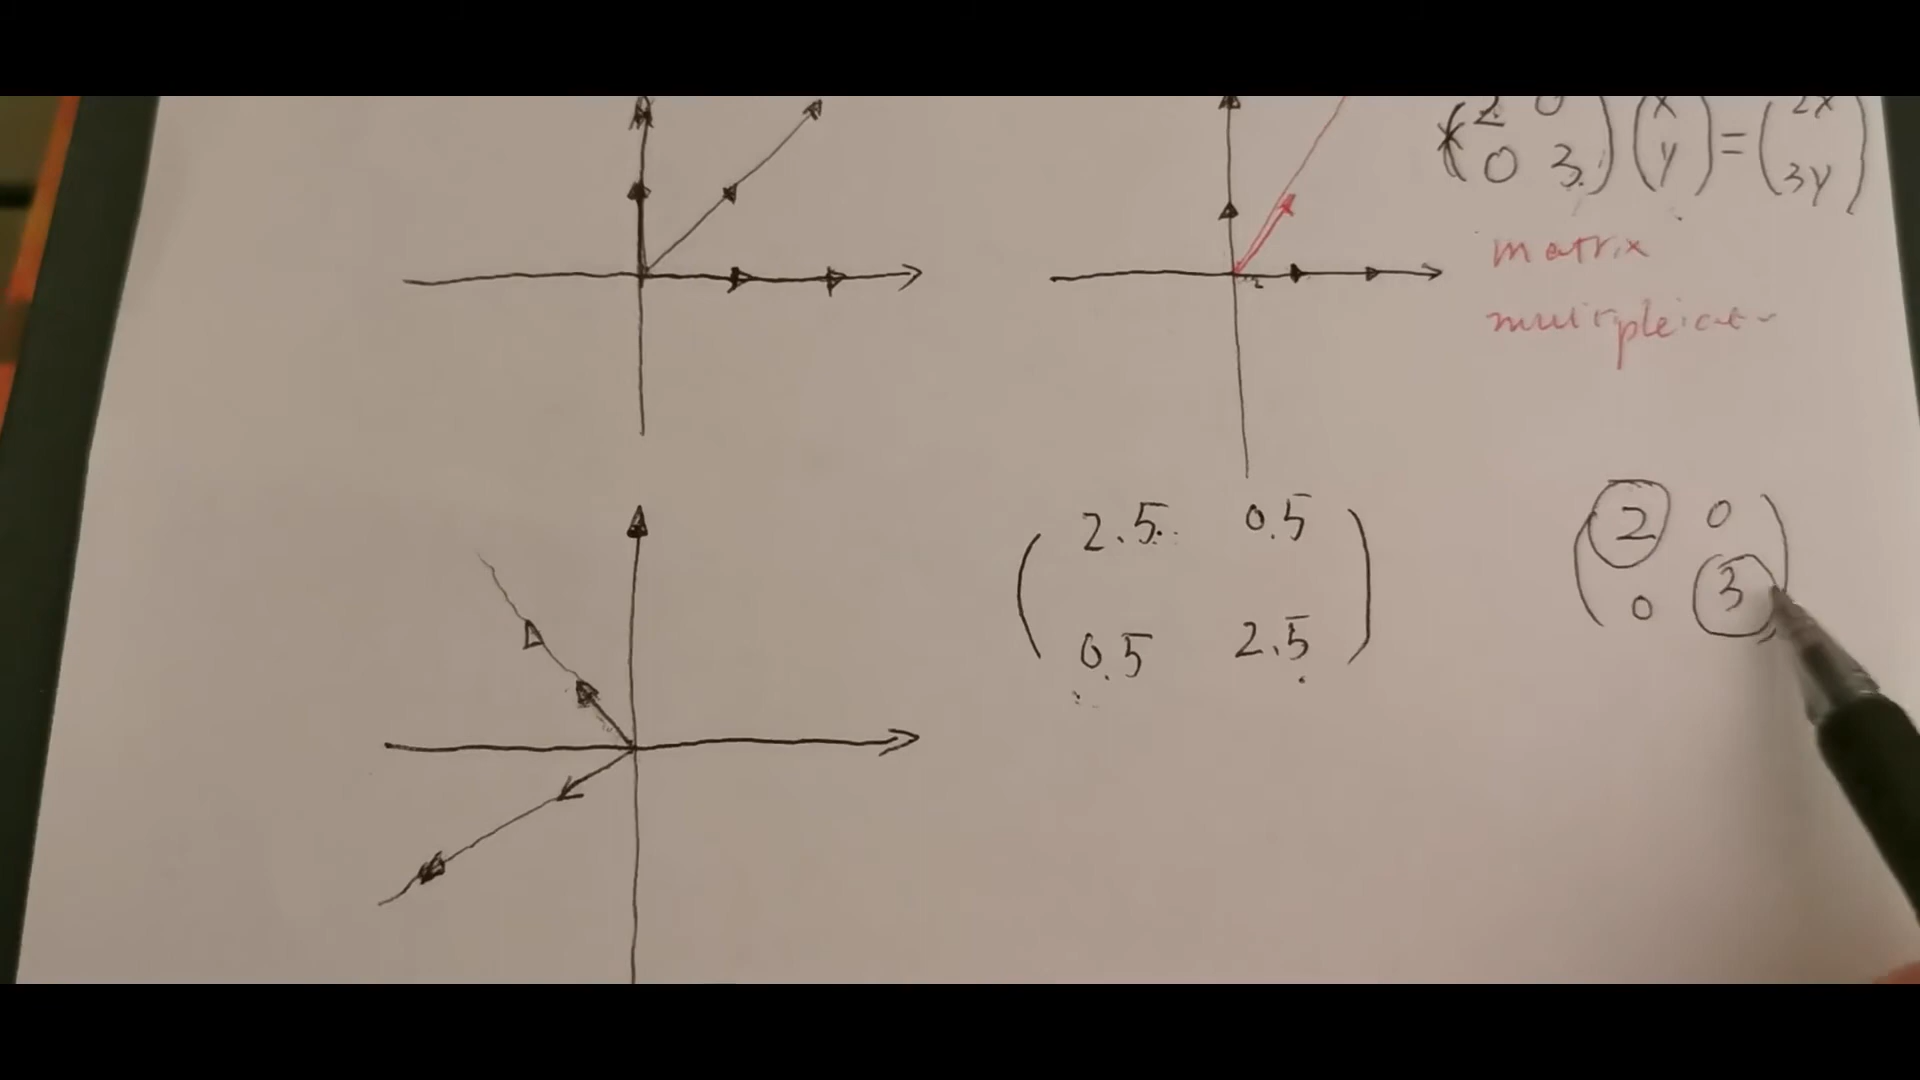 (2 0) (x) = (2x)
(0 3) (y) (3y)
matrix
(2.5 0.5)
(0.5 2.5)
(2 0)
(0 3)